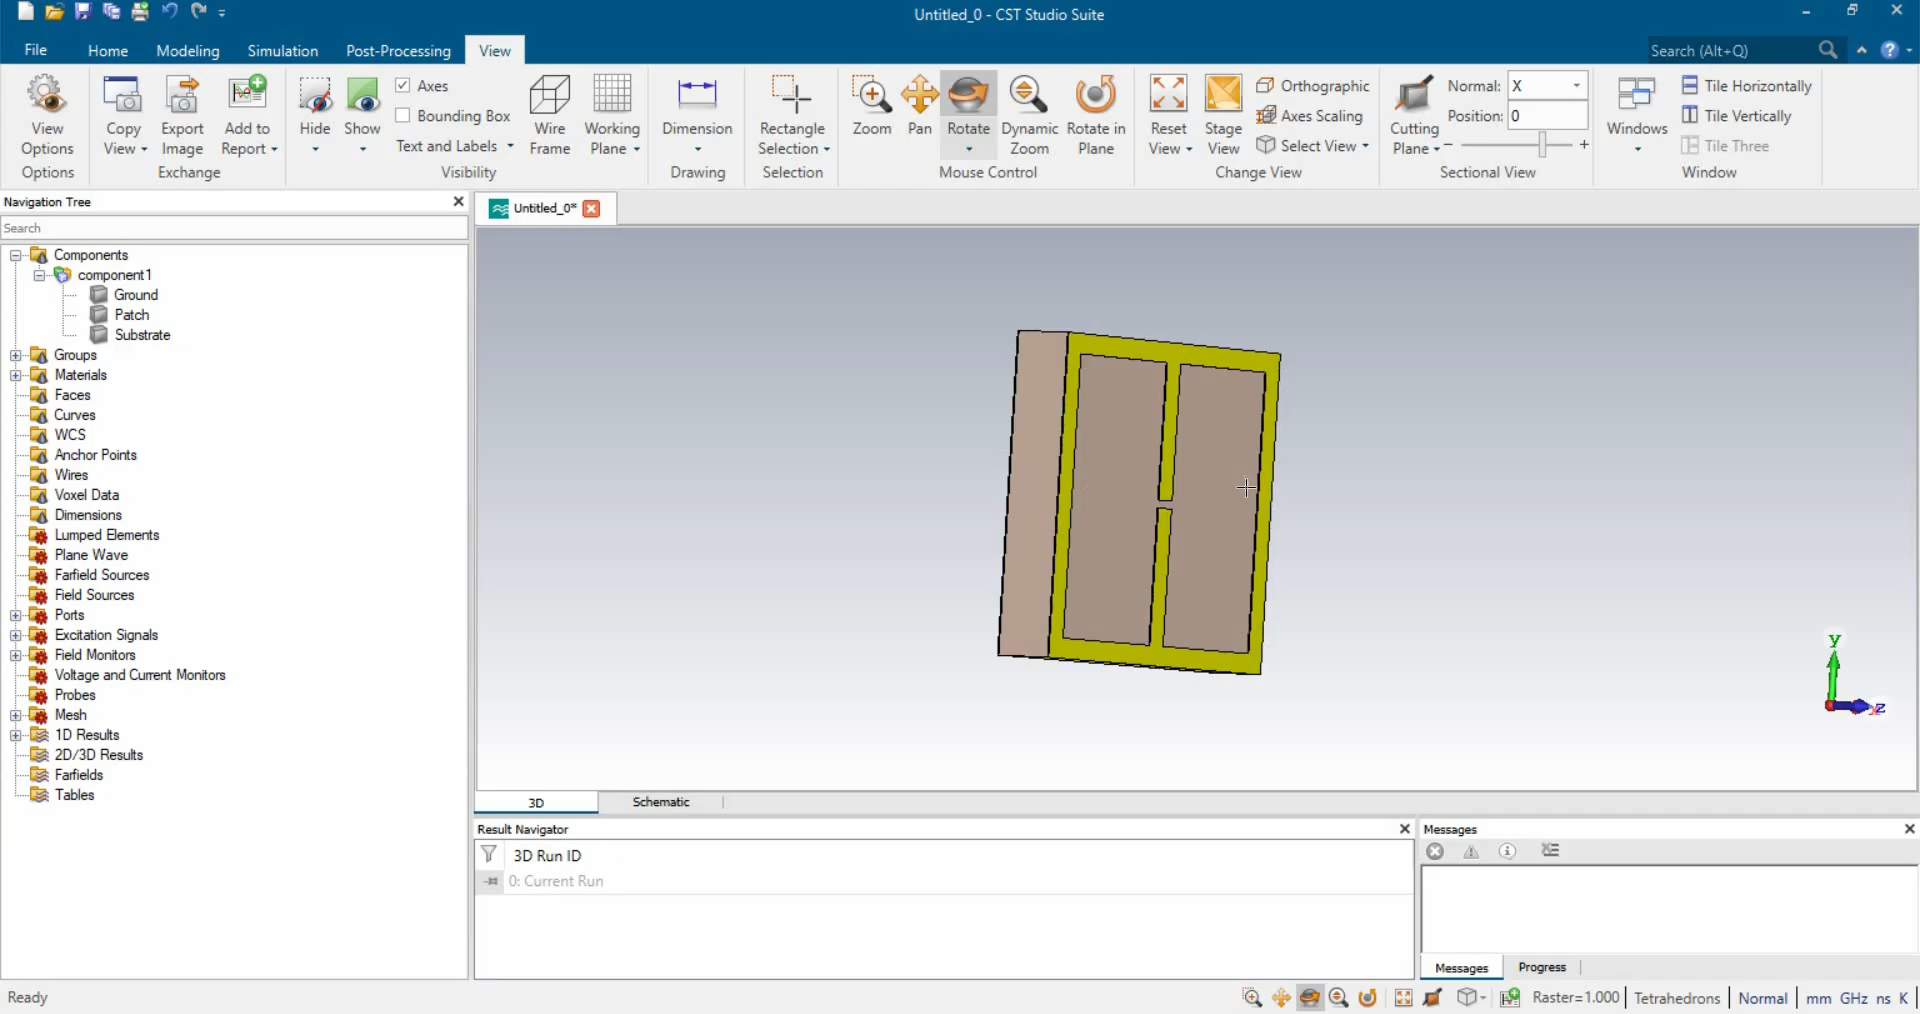 Untitled_0 - CST Studio Suite
File Home Modeling Simulation Post-Processing View Search (Alt+Q)
View Options
Options
Copy View
Export Image
Add to Report
Exchange
Hide
Show
Axes
Bounding Box
Text and Labels
Wire Frame
Working Plane
Visibility
Dimension
Drawing
Rectangle Selection
Selection
Zoom
Pan
Rotate
Dynamic Zoom
Rotate in Plane
Mouse Control
Reset View
Stage View
Orthographic
Axes Scaling
Select View
Change View
Cutting Plane
Normal: X
Position: 0
- +
Sectional View
Windows
Tile Horizontally
Tile Vertically
Tile Three
Window
Navigation Tree
Search
Untitled_0*
Components
component1
Ground
Patch
Substrate
Groups
Materials
Faces
Curves
WCS
Anchor Points
Wires
Voxel Data
Dimensions
Lumped Elements
Plane Wave
Farfield Sources
Field Sources
Ports
Excitation Signals
Field Monitors
Voltage and Current Monitors
Probes
Mesh
1D Results
2D/3D Results
Farfields
Tables
y
x z
3D Schematic
Result Navigator
3D Run ID
0: Current Run
Messages
Messages Progress
Ready
Raster=1.000 Tetrahedrons Normal mm GHz ns K